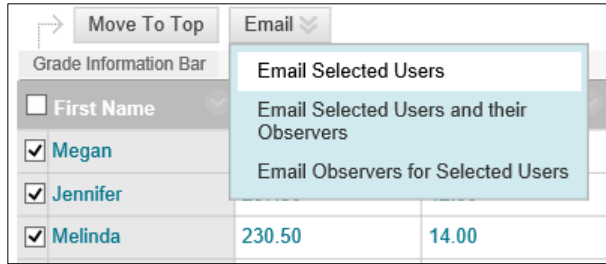 Move To Top Email
Grade Information Bar
Email Selected Users
First Name
Email Selected Users and their
Observers
Megan
Email Observers for Selected Users
Jennifer
Melinda 230.50 14.00